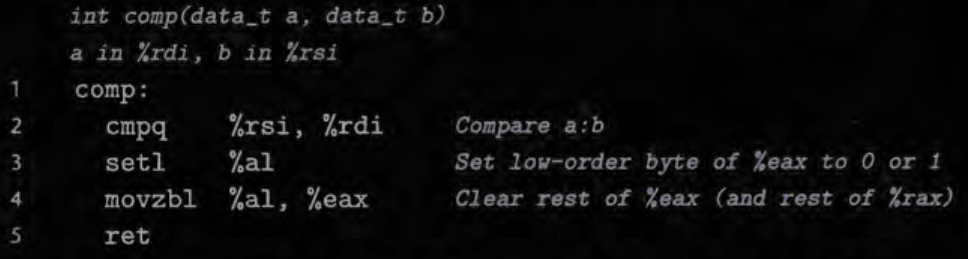 int comp(data_t a, data_t b)
a in %rdi, b in %rsi
1 comp:
2 cmpq %rsi, %rdi Compare a:b
3 setl %al Set low-order byte of %eax to 0 or 1
4 movzbl %al, %eax Clear rest of %eax (and rest of %rax)
5 ret